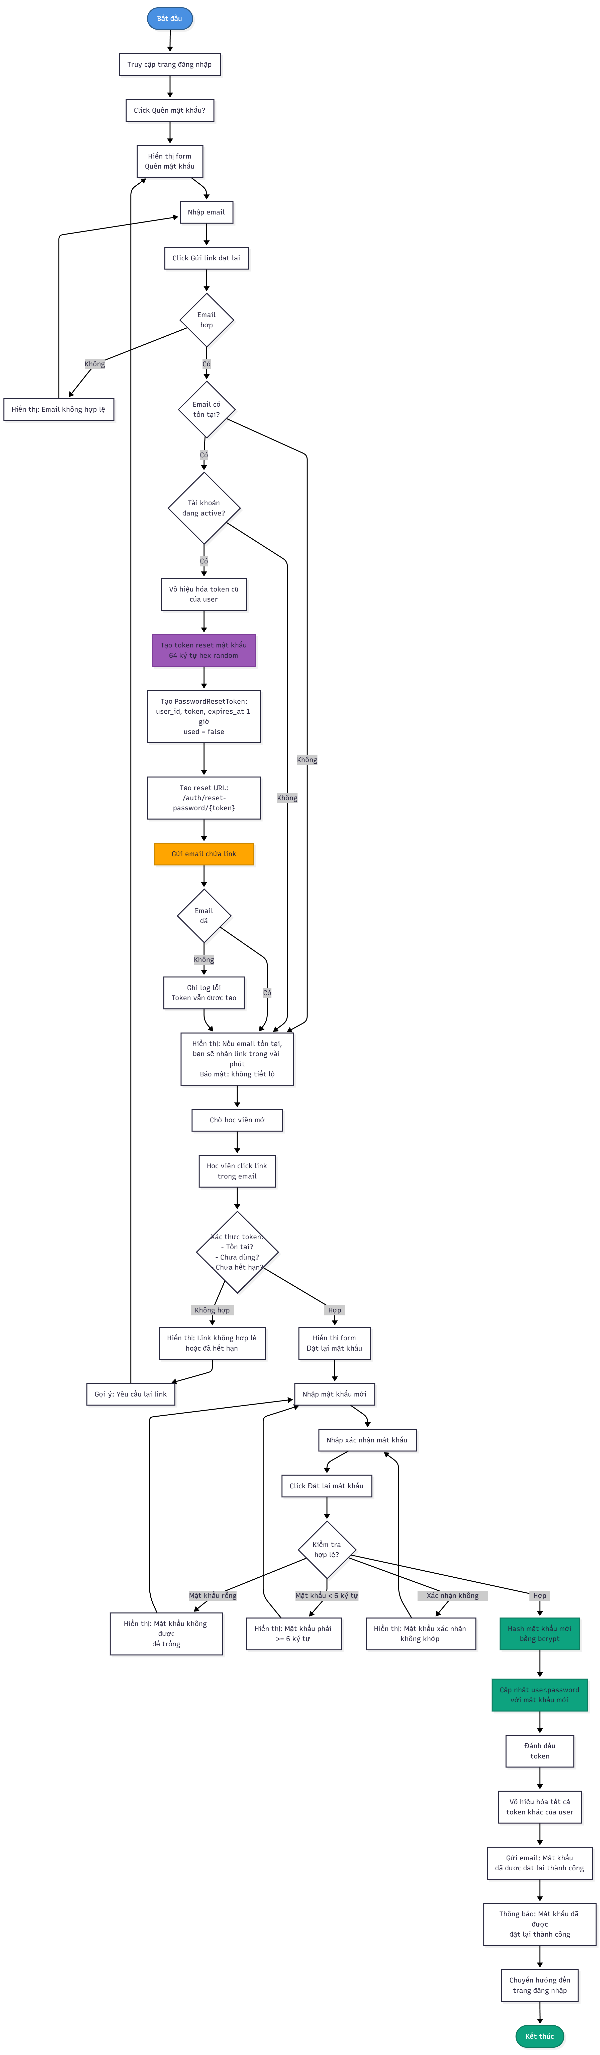 Bắt đầu
Truy cập trang đăng nhập
Click Quên mật khẩu?
Hiển thị form
Quên mật khẩu
Nhập email
Click Gửi link đặt lại
Email
hợp
Không
Có
Hiển thị: Email không hợp lệ
Email có
tồn tại?
Có
Tài khoản
đang active?
Có
Vô hiệu hóa token cũ
của user
Tạo token reset mật khẩu
64 ký tự hex random
Tạo PasswordResetToken:
user_id, token, expires_at 1
giờ
used = false
Không
Tạo reset URL:
/auth/reset-
password/{token}
Không
Gửi email chứa link
Email
đã
Không
Ghi log lỗi
Token vẫn được tạo
Có
Hiển thị: Nếu email tồn tại,
bạn sẽ nhận link trong vài
phú
Bảo mật: không tiết lộ
Chờ học viên mở
Học viên click link
trong email
Xác thực token:
- Tồn tại?
- Chưa dùng?
- Chưa hết hạn?
Không hợp
Hợp
Hiển thị: Link không hợp lệ
hoặc đã hết hạn
Hiển thị form
Đặt lại mật khẩu
Gợi ý: Yêu cầu lại link
Nhập mật khẩu mới
Nhập xác nhận mật khẩu
Click Đặt lại mật khẩu
Kiểm tra
hợp lệ?
Mật khẩu rỗng
Mật khẩu < 6 ký tự
Xác nhận không
Hợp
Hiển thị: Mật khẩu không
được
để trống
Hiển thị: Mật khẩu phải
>= 6 ký tự
Hiển thị: Mật khẩu xác nhận
không khớp
Hash mật khẩu mới
bằng bcrypt
Cập nhật user.password
với mật khẩu mới
Đánh dấu
token
Vô hiệu hóa tất cả
token khác của user
Gửi email: Mật khẩu
đã được đặt lại thành công
Thông báo: Mật khẩu đã
được
đặt lại thành công
Chuyển hướng đến
trang đăng nhập
Kết thúc